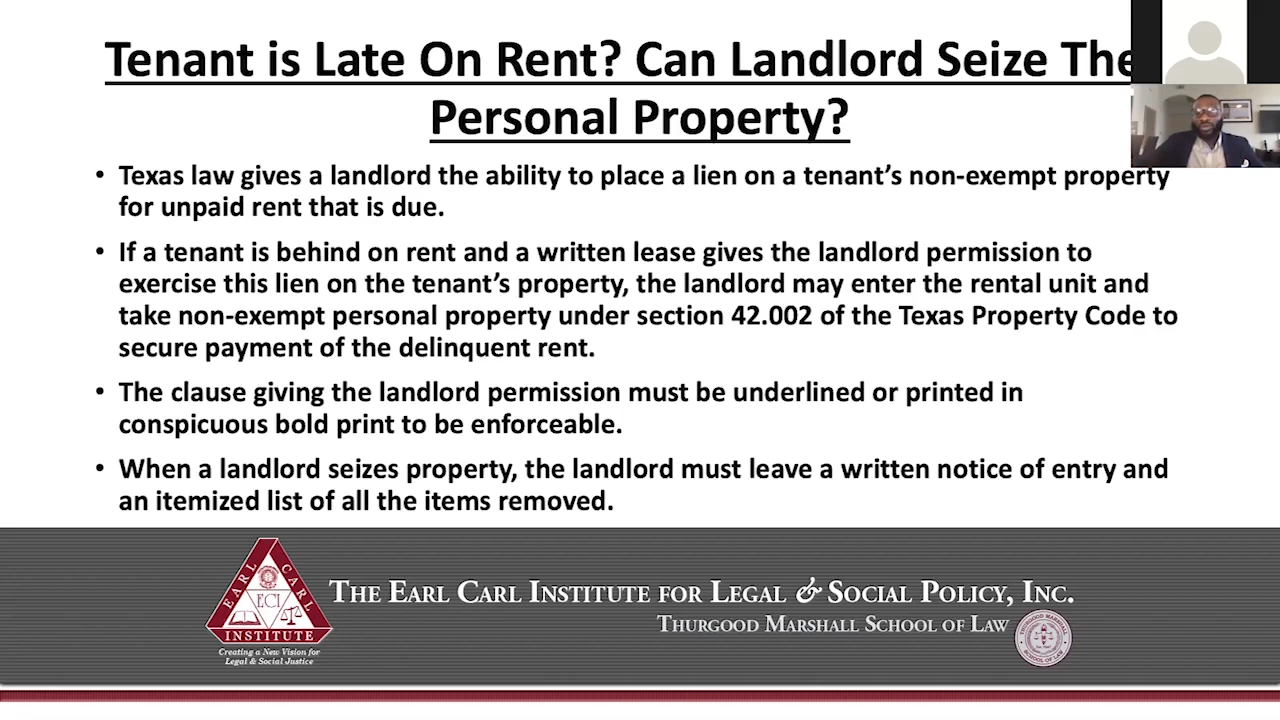 Tenant is Late On Rent? Can Landlord Seize The
Personal Property?
• Texas law gives a landlord the ability to place a lien on a tenant’s non-exempt property
for unpaid rent that is due.
• If a tenant is behind on rent and a written lease gives the landlord permission to
exercise this lien on the tenant’s property, the landlord may enter the rental unit and
take non-exempt personal property under section 42.002 of the Texas Property Code to
secure payment of the delinquent rent.
• The clause giving the landlord permission must be underlined or printed in
conspicuous bold print to be enforceable.
• When a landlord seizes property, the landlord must leave a written notice of entry and
an itemized list of all the items removed.
EARL CARL
ECI
INSTITUTE
Creating a New Vision for
Legal & Social Justice
THE EARL CARL INSTITUTE FOR LEGAL & SOCIAL POLICY, INC.
THURGOOD MARSHALL SCHOOL OF LAW
THURGOOD MARSHALL
SCHOOL OF LAW